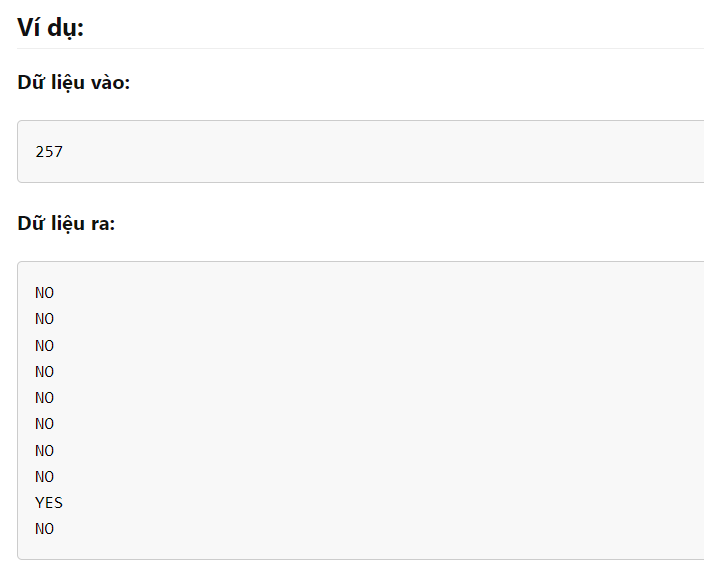 Ví dụ:
Dữ liệu vào:
257
Dữ liệu ra:
NO
NO
NO
NO
NO
NO
NO
NO
YES
NO